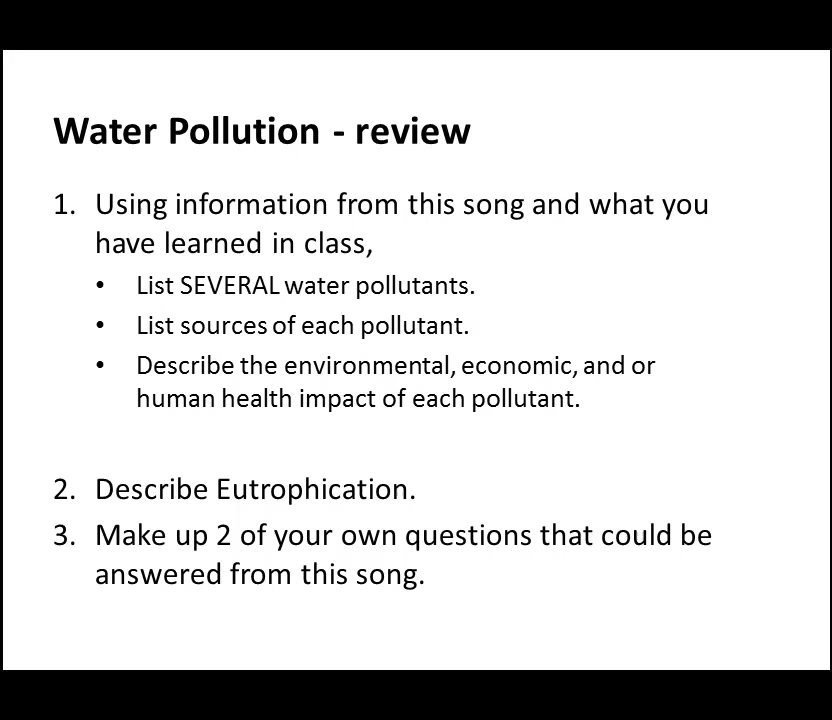 Water Pollution - review
1. Using information from this song and what you
have learned in class,
• List SEVERAL water pollutants.
• List sources of each pollutant.
• Describe the environmental, economic, and or
human health impact of each pollutant.
2. Describe Eutrophication.
3. Make up 2 of your own questions that could be
answered from this song.